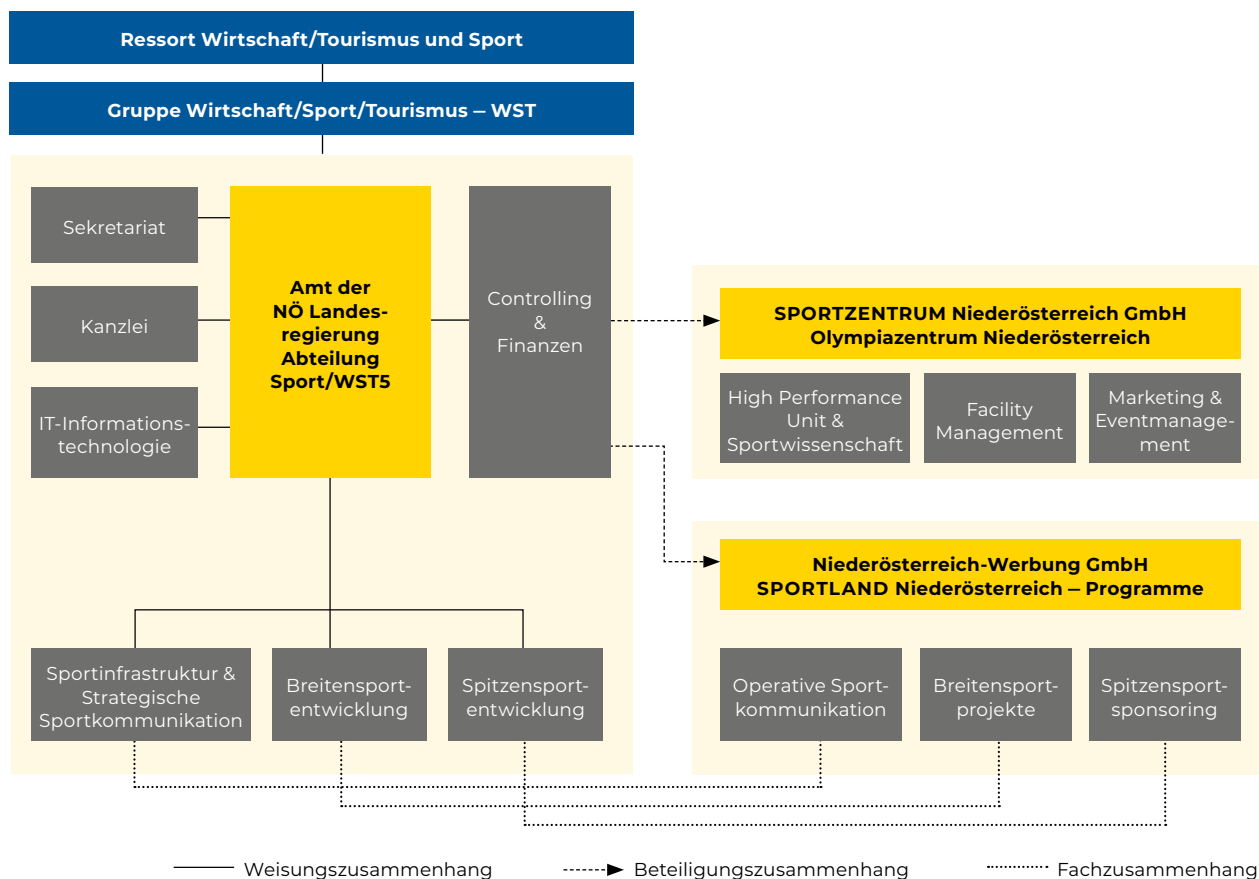 Ressort Wirtschaft/Tourismus und Sport
Gruppe Wirtschaft/Sport/Tourismus – WST
Sekretariat
Kanzlei
IT-Informations-
technologie
Amt der
NÖ Landes-
regierung
Abteilung
Sport/WST5
Controlling
&
Finanzen
SPORTZENTRUM Niederösterreich GmbH
Olympiazentrum Niederösterreich
High Performance
Unit &
Sportwissenschaft
Facility
Management
Marketing &
Eventmanage-
ment
Niederösterreich-Werbung GmbH
SPORTLAND Niederösterreich – Programme
Sportinfrastruktur &
Strategische
Sportkommunikation
Breitensport-
entwicklung
Spitzensport-
entwicklung
Operative Sport-
kommunikation
Breitensport-
projekte
Spitzensport-
sponsoring
Weisungszusammenhang
Beteiligungszusammenhang
Fachzusammenhang